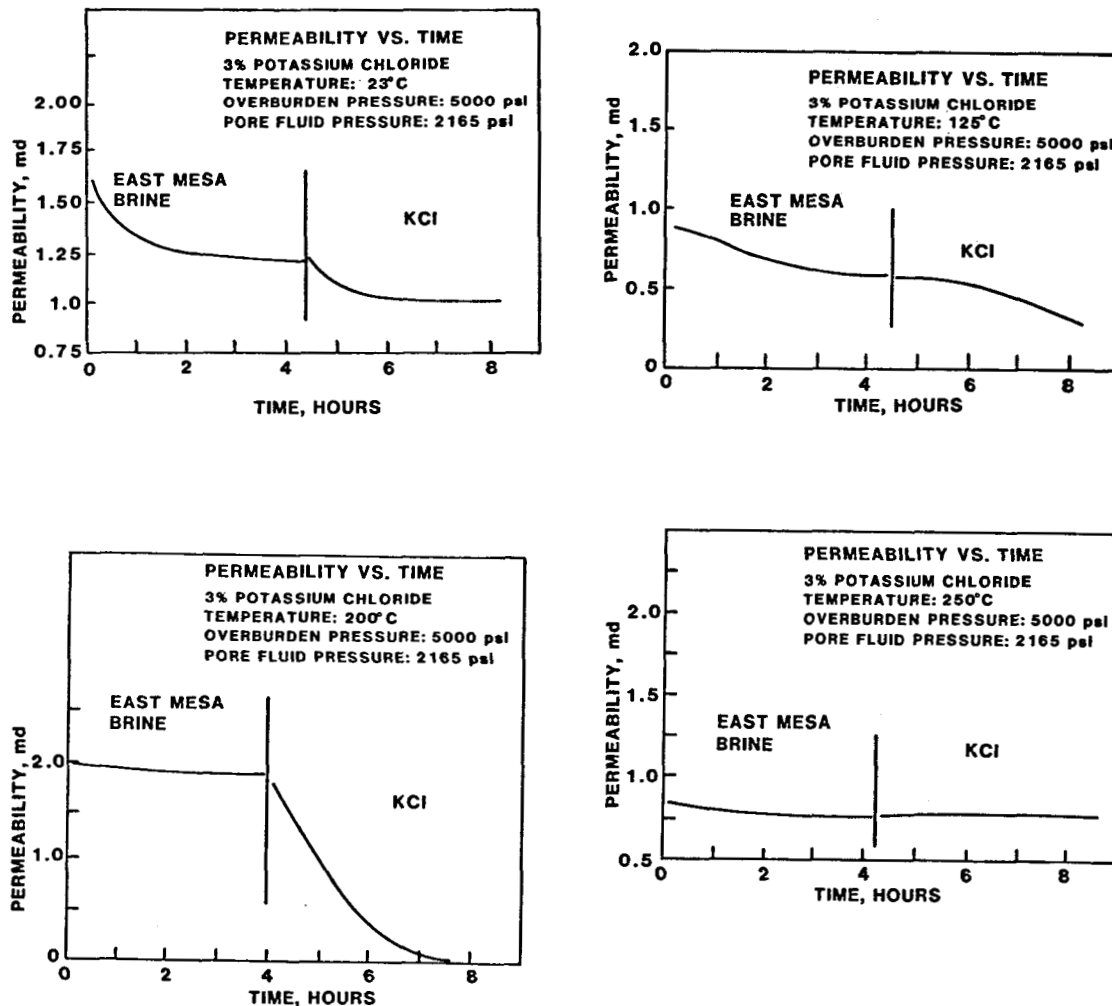 PERMEABILITY VS. TIME
3% POTASSIUM CHLORIDE
TEMPERATURE: 23°C
OVERBURDEN PRESSURE: 5000 psi
PORE FLUID PRESSURE: 2165 psi
PERMEABILITY, md
2.00
1.75
1.50
1.25
1.0
0.75
EAST MESA
BRINE
KCl
0 2 4 6 8
TIME, HOURS
PERMEABILITY VS. TIME
3% POTASSIUM CHLORIDE
TEMPERATURE: 125°C
OVERBURDEN PRESSURE: 5000 psi
PORE FLUID PRESSURE: 2165 psi
PERMEABILITY, md
2.0
1.5
1.0
0.5
0
EAST MESA
BRINE
KCl
0 2 4 6 8
TIME, HOURS
PERMEABILITY VS. TIME
3% POTASSIUM CHLORIDE
TEMPERATURE: 200°C
OVERBURDEN PRESSURE: 5000 psi
PORE FLUID PRESSURE: 2165 psi
PERMEABILITY, md
2.0
1.0
0
EAST MESA
BRINE
KCl
0 2 4 6 8
TIME, HOURS
PERMEABILITY VS. TIME
3% POTASSIUM CHLORIDE
TEMPERATURE: 250°C
OVERBURDEN PRESSURE: 5000 psi
PORE FLUID PRESSURE: 2165 psi
PERMEABILITY, md
2.0
1.5
1.25
1.0
0.5
EAST MESA
BRINE
KCl
0 2 4 6 8
TIME, HOURS